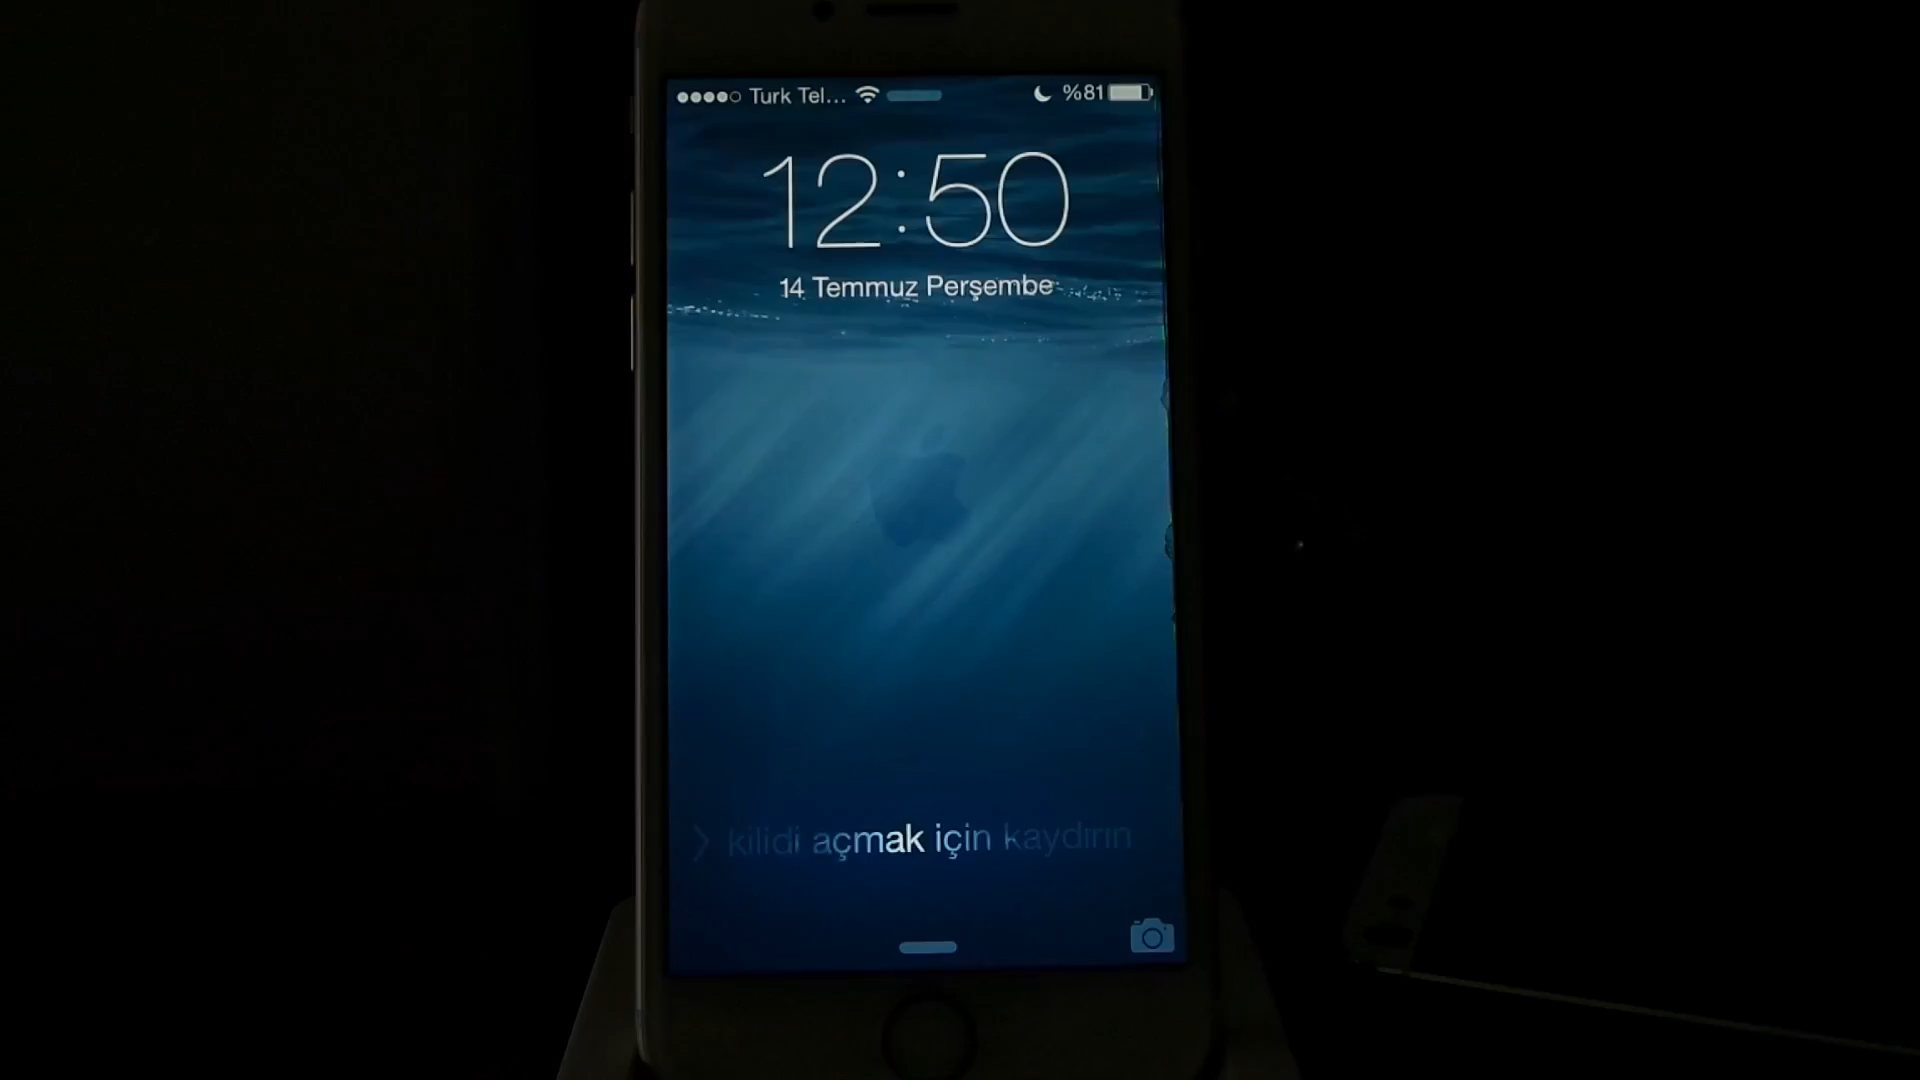 Turk Tel... %81
12:50
14 Temmuz Perşembe
> kilidi açmak için kaydırın